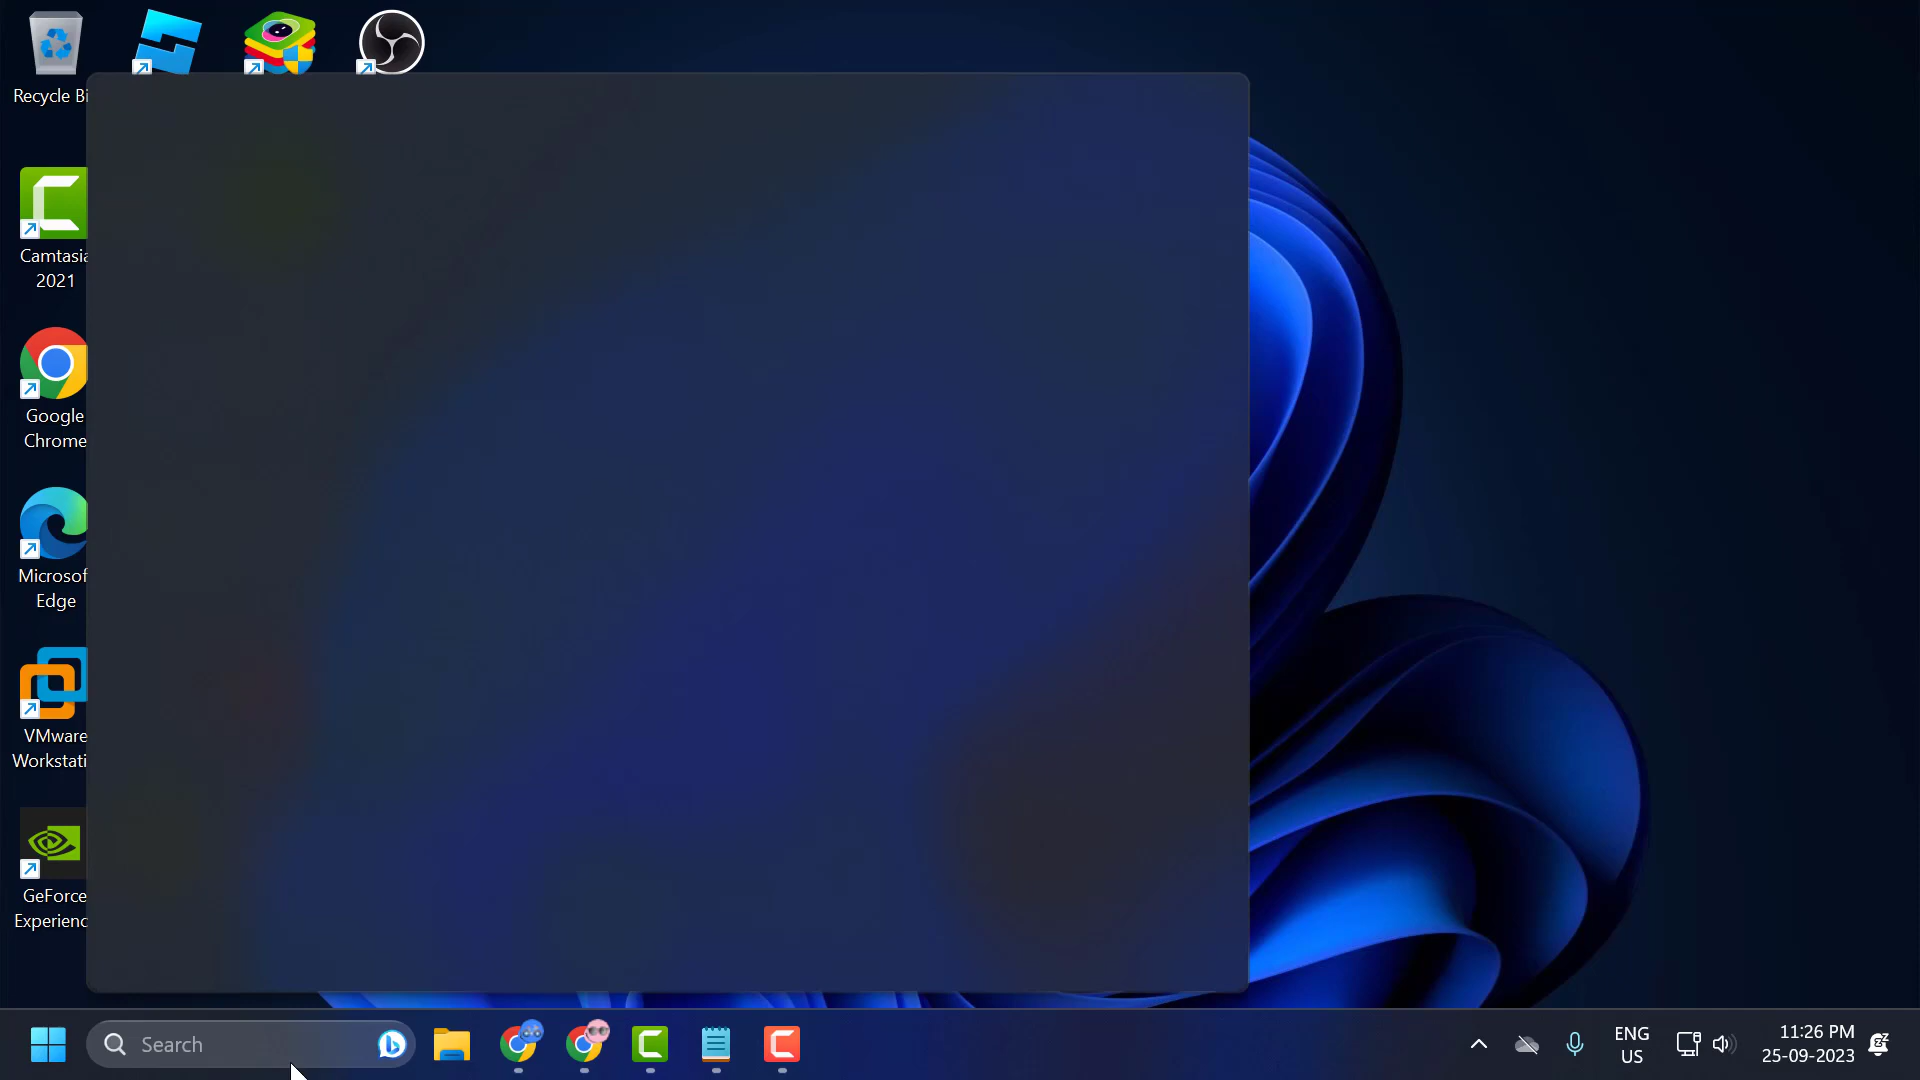 Recycle Bi
Camtasia
2021
Google
Chrome
Microsof
Edge
VMware
Workstati
GeForce
Experienc
Search
ENG
US
11:26 PM
25-09-2023